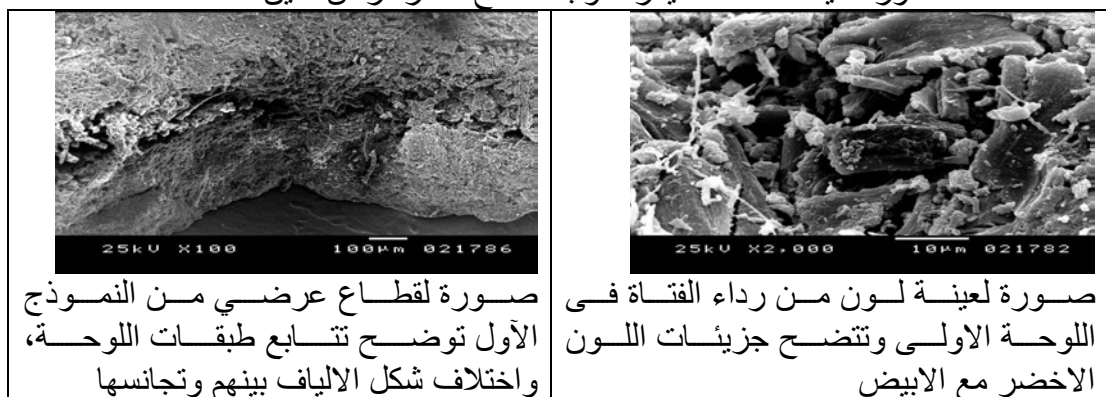 25kV X2,000 10µm 021782
صورة لعينة لون من رداء الفتاة فى
اللوحة الاولى وتتضح جزيئات اللون
الاخضر مع الابيض
25kV X100 100µm 021786
صورة لقطاع عرضي من النموذج
الآول توضح تتابع طبقات اللوحة،
واختلاف شكل الالياف بينهم وتجانسها